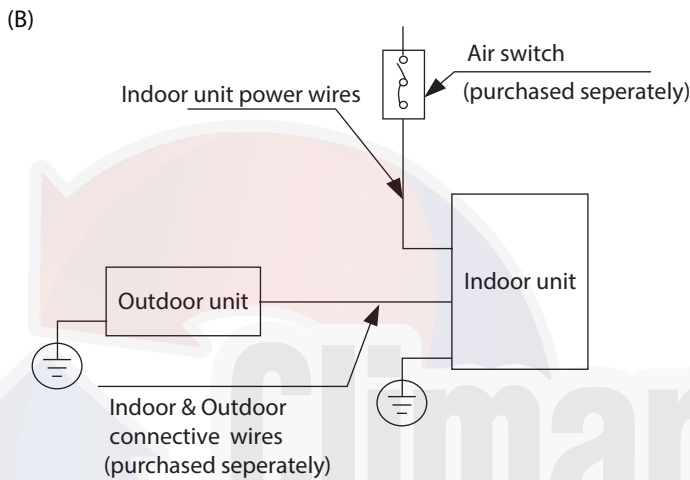 (B)
Air switch
(purchased seperately)
Indoor unit power wires
Indoor unit
Outdoor unit
Indoor & Outdoor
connective wires
(purchased seperately)